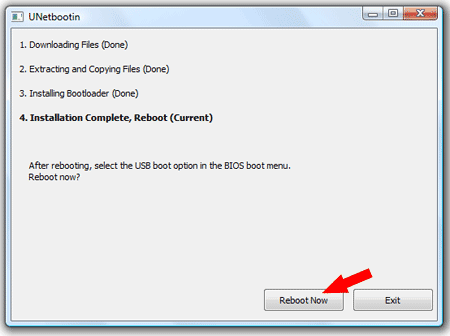 UNetbootin
1. Downloading Files (Done)
2. Extracting and Copying Files (Done)
3. Installing Bootloader (Done)
4. Installation Complete, Reboot (Current)
After rebooting, select the USB boot option in the BIOS boot menu.
Reboot now?
Reboot Now
Exit